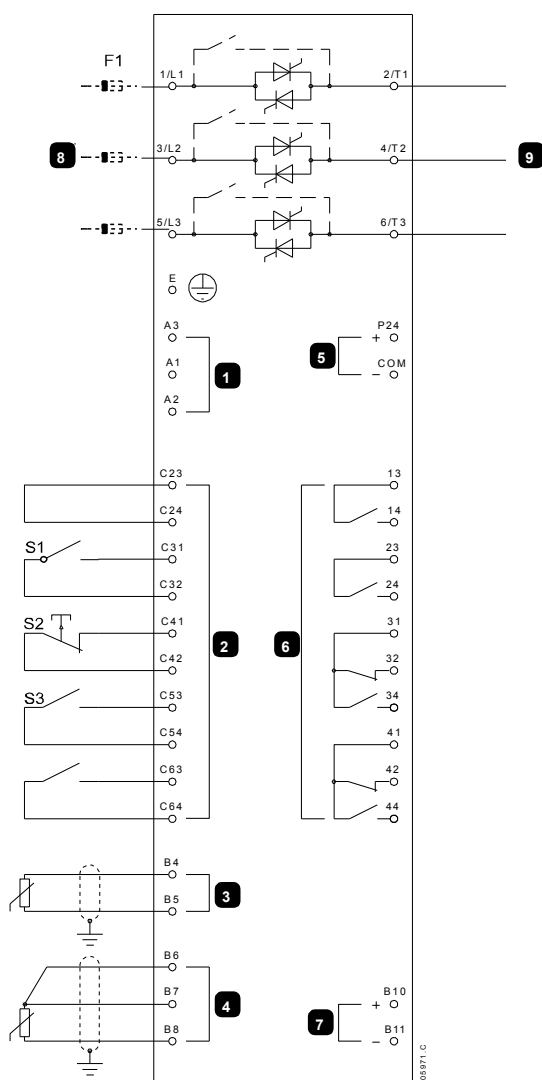 F1
1/L1
2/T1
8
3/L2
4/T2
9
5/L3
6/T3
E
A3
P24
+
A1
1
5
COM
A2
−
C23
13
C24
14
S1
C31
23
C32
24
S2
C41
31
C42
2
6
32
S3
C53
34
C54
41
C63
42
C64
44
B4
3
B5
B6
B7
4
B10
+
7
B8
B11
−
05971.C